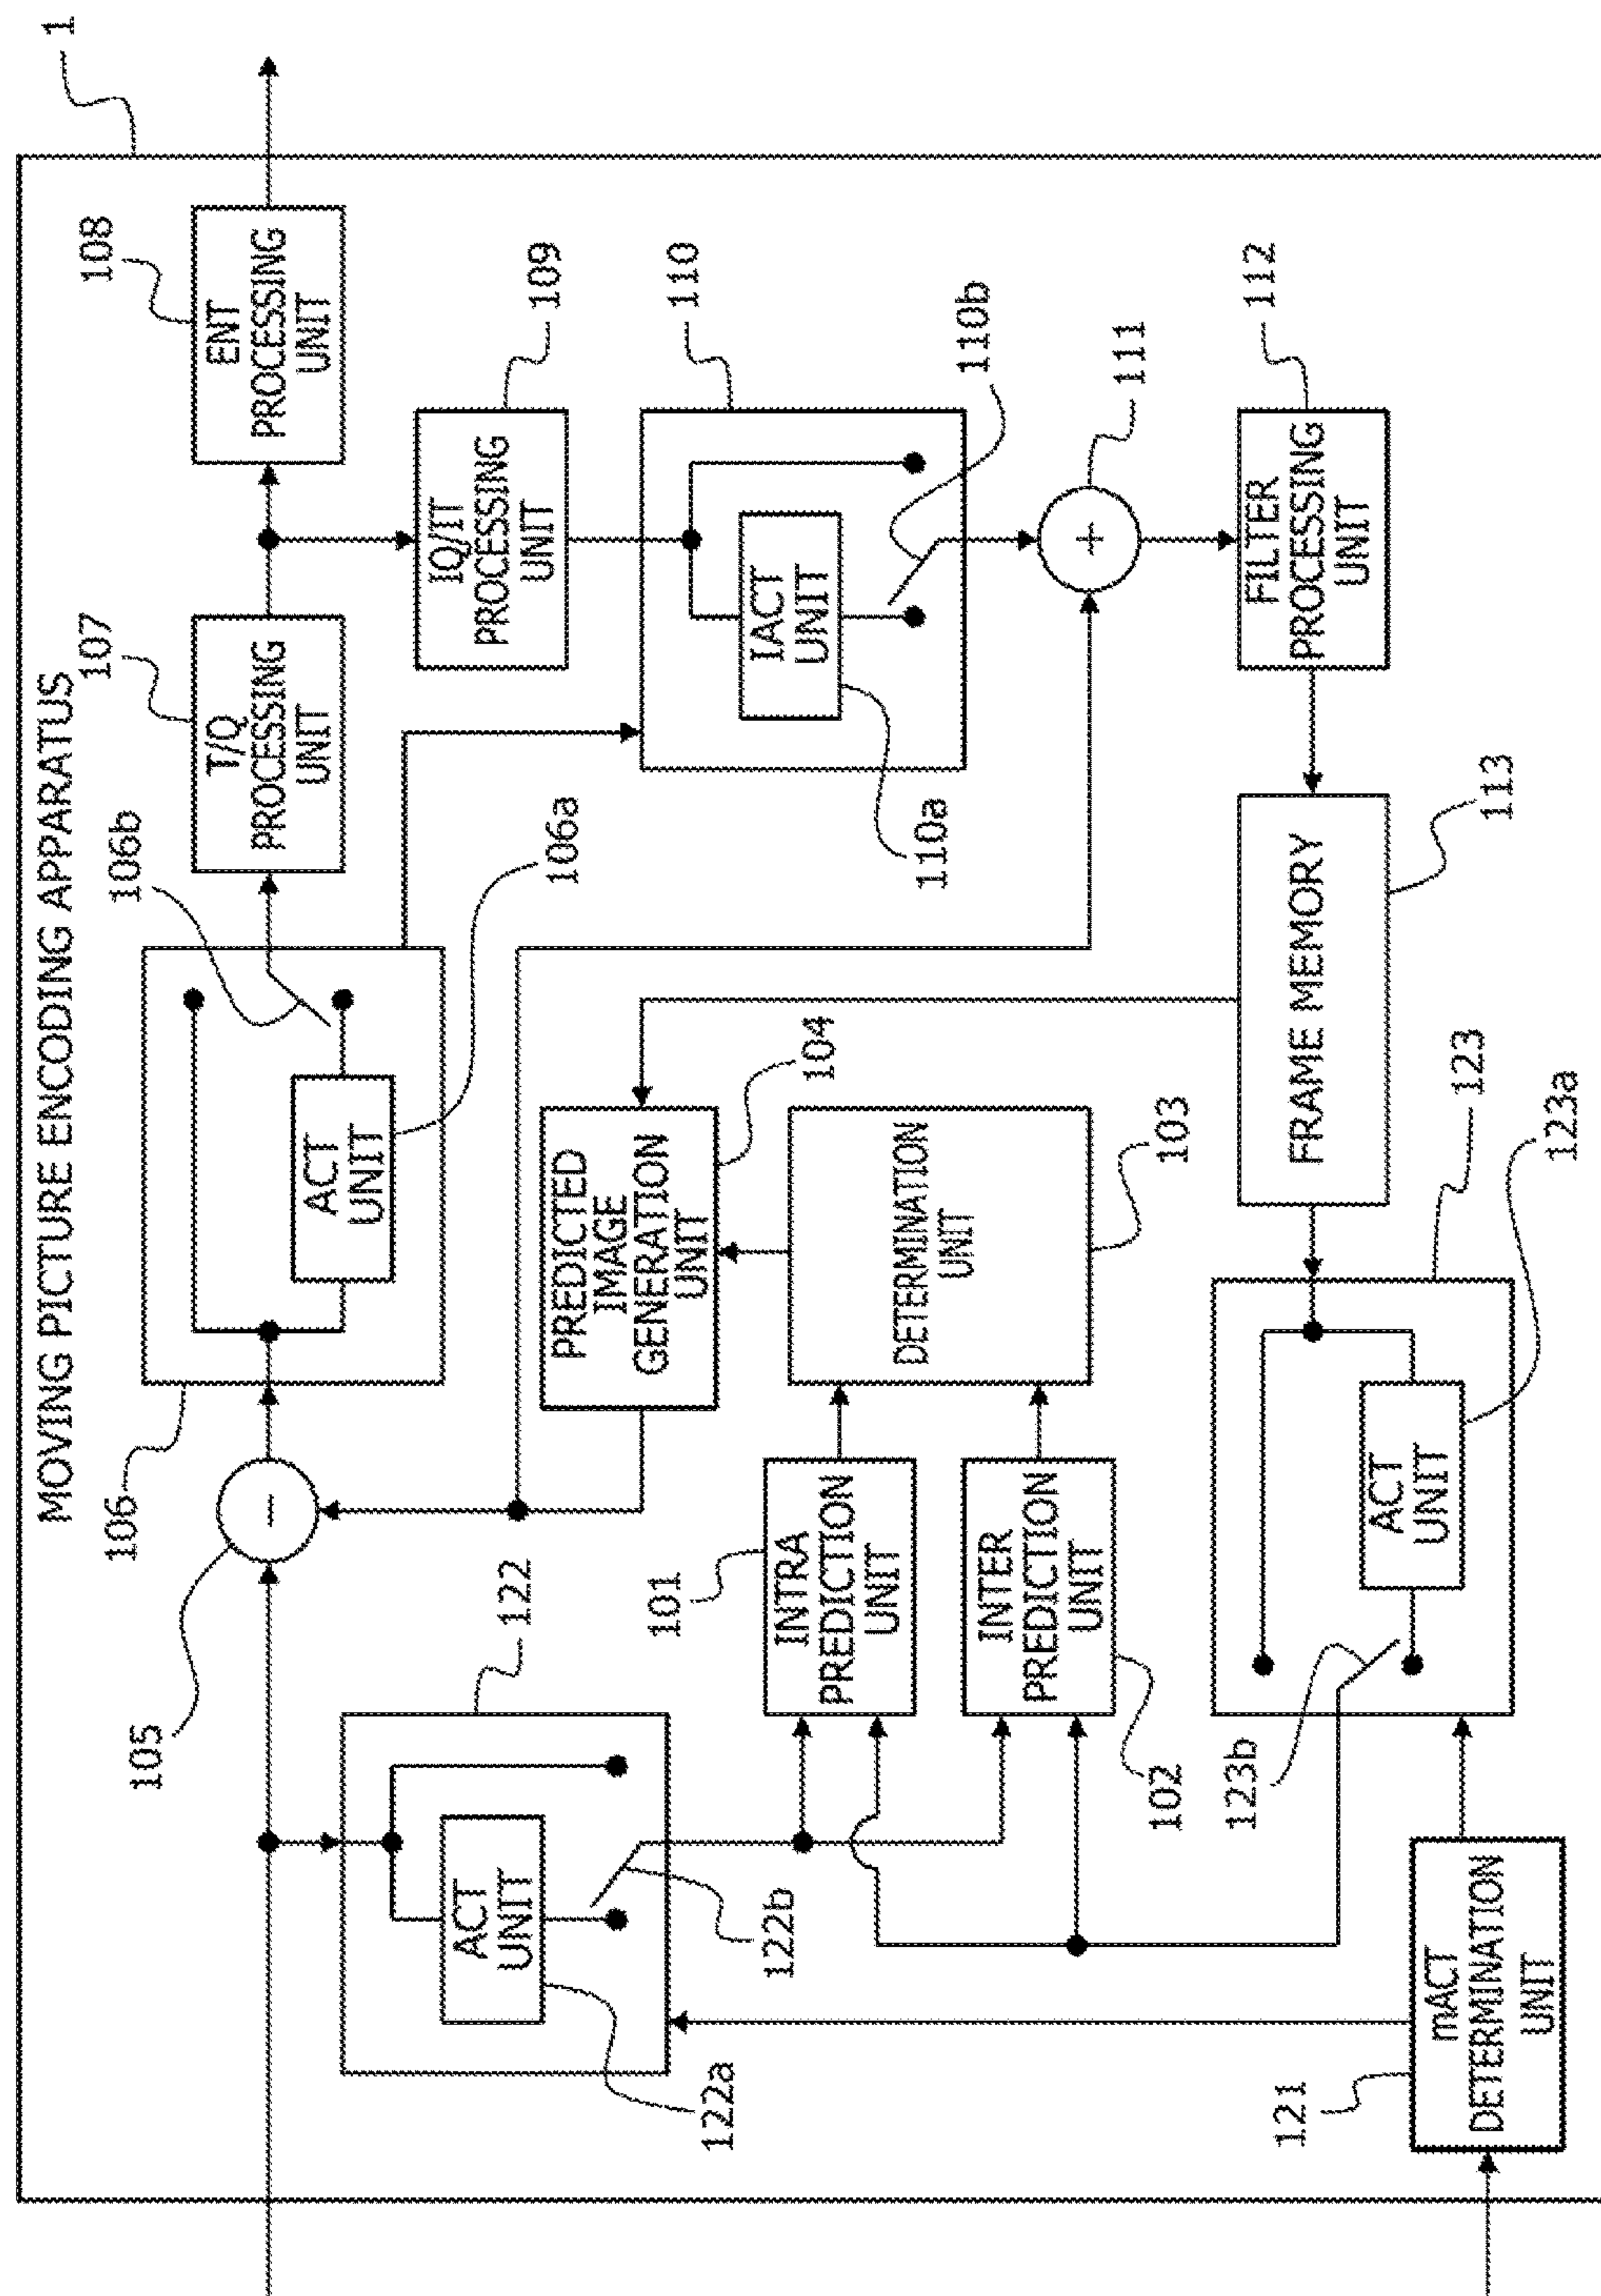 MOVING PICTURE ENCODING APPARATUS
1
105
106
106b
107
T/Q
PROCESSING
UNIT
108
ENT
PROCESSING
UNIT
ACT
UNIT
106a
109
IQ/IT
PROCESSING
UNIT
122
ACT
UNIT
122a
122b
PREDICTED
IMAGE
GENERATION
UNIT
104
110
IACT
UNIT
110a
110b
101
INTRA
PREDICTION
UNIT
DETERMINATION
UNIT
103
INTER
PREDICTION
UNIT
102
+
111
−
112
FILTER
PROCESSING
UNIT
FRAME MEMORY
113
123
ACT
UNIT
123a
123b
121
mACT
DETERMINATION
UNIT